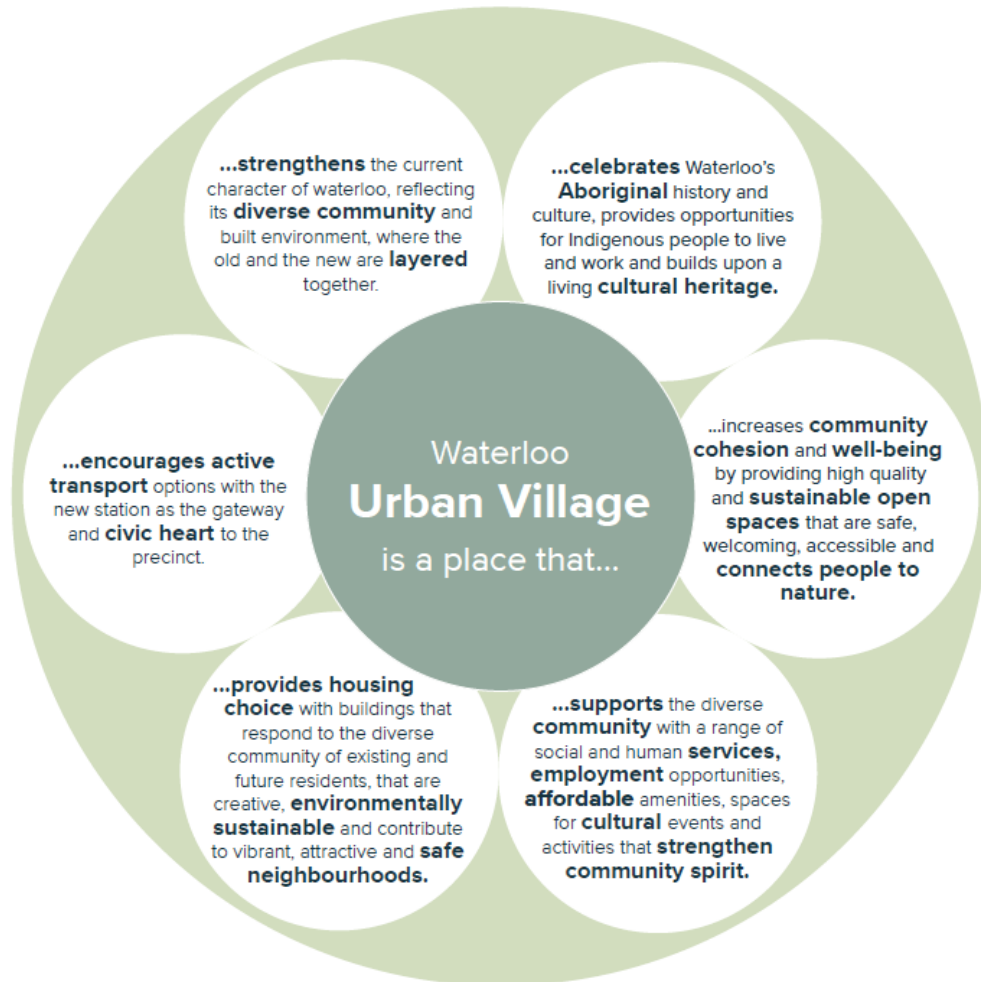 ...strengthens the current
character of waterloo, reflecting
its diverse community and
built environment, where the
old and the new are layered
together.
...celebrates Waterloo's
Aboriginal history and
culture, provides opportunities
for Indigenous people to live
and work and builds upon a
living cultural heritage.
...encourages active
transport options with the
new station as the gateway
and civic heart to the
precinct.
Waterloo
Urban Village
is a place that...
...increases community
cohesion and well-being
by providing high quality
and sustainable open
spaces that are safe,
welcoming, accessible and
connects people to
nature.
...provides housing
choice with buildings that
respond to the diverse
community of existing and
future residents, that are
creative, environmentally
sustainable and contribute
to vibrant, attractive and safe
neighbourhoods.
...supports the diverse
community with a range of
social and human services,
employment opportunities,
affordable amenities, spaces
for cultural events and
activities that strengthen
community spirit.